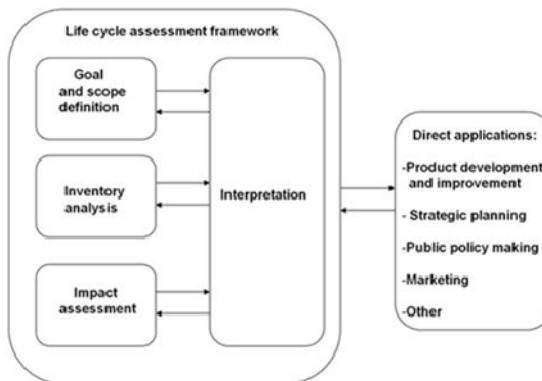 Life cycle assessment framework
Goal
and scope
definition
Inventory
analysis
Impact
assessment
Interpretation
Direct applications:
-Product development
and improvement
- Strategic planning
-Public policy making
-Marketing
-Other